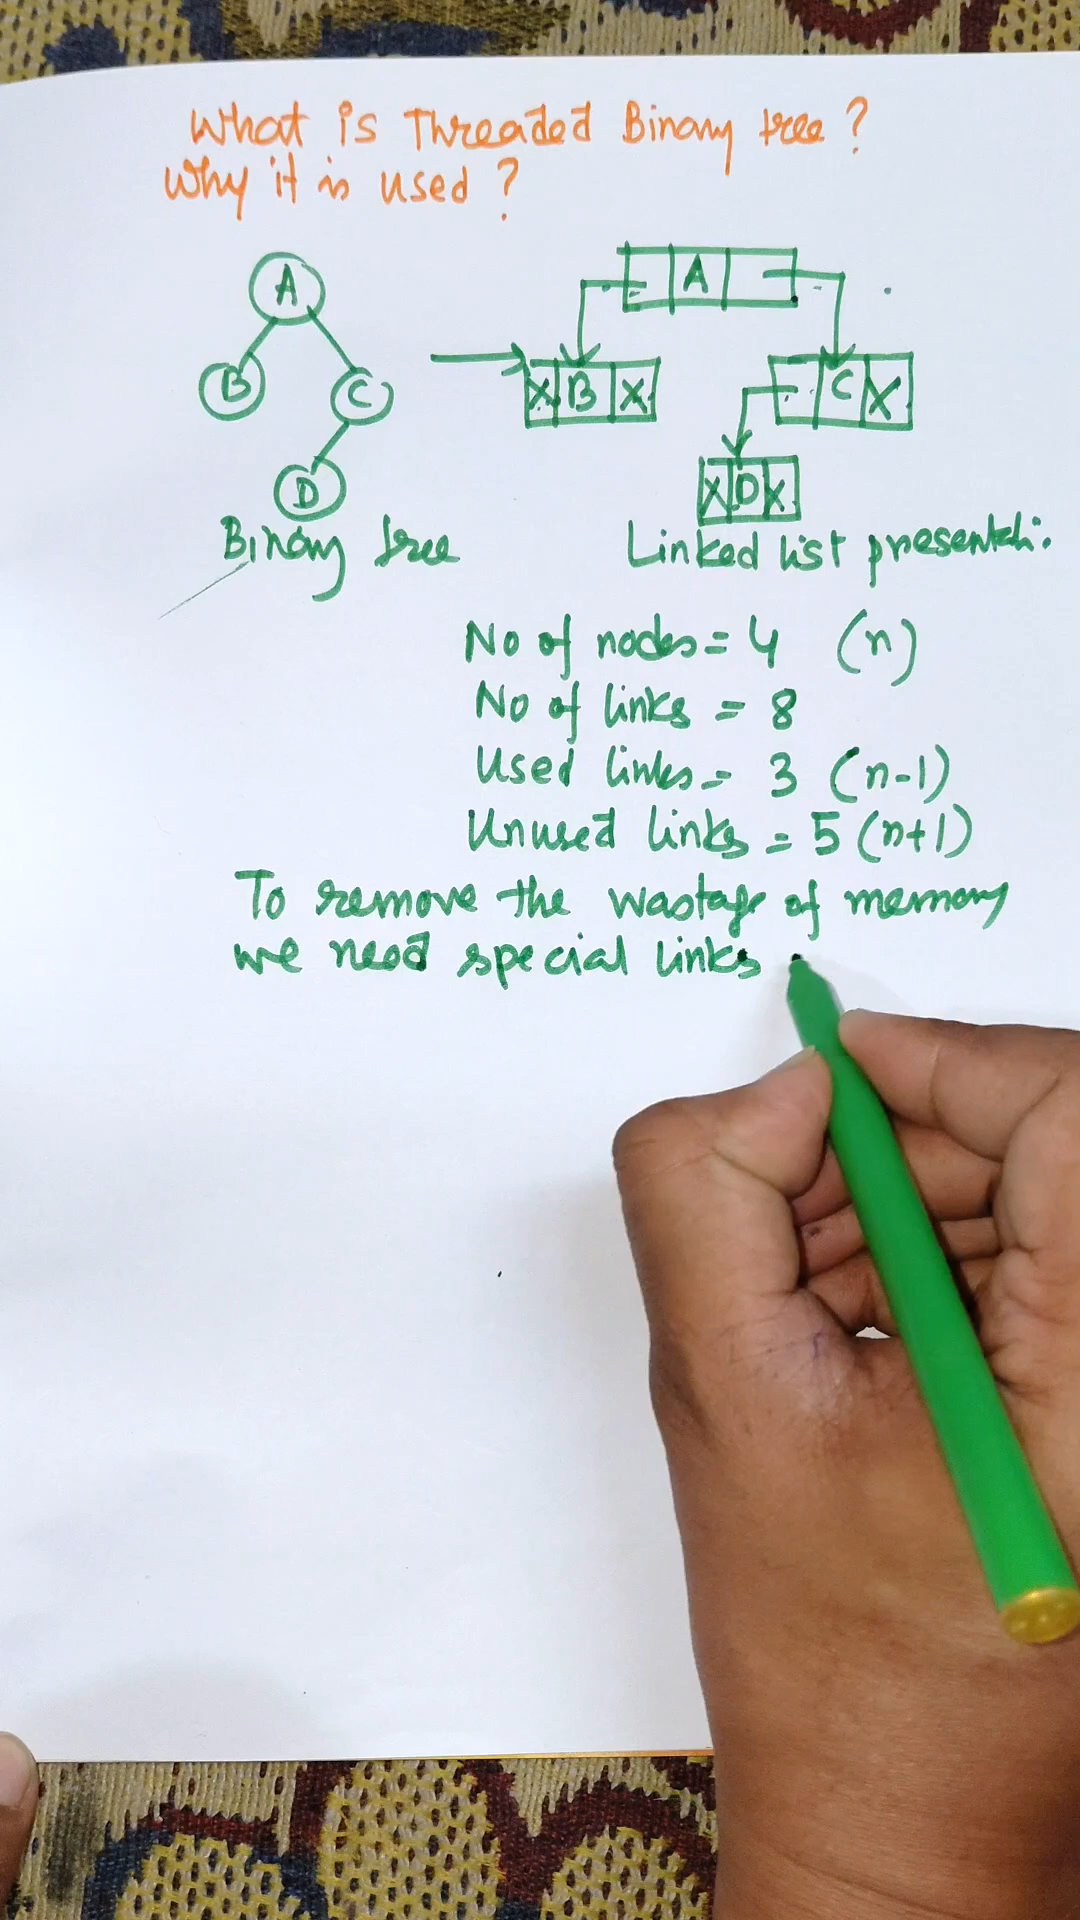 What is Threaded Binary tree?
Why it is used?
A
B
C
D
Binary tree
A
X B X
C X
X D X
Linked list presentati.
No of nodes = 4 (n)
No of links = 8
Used links = 3 (n-1)
Unused links = 5 (n+1)
To remove the wastage of memory
we need special links